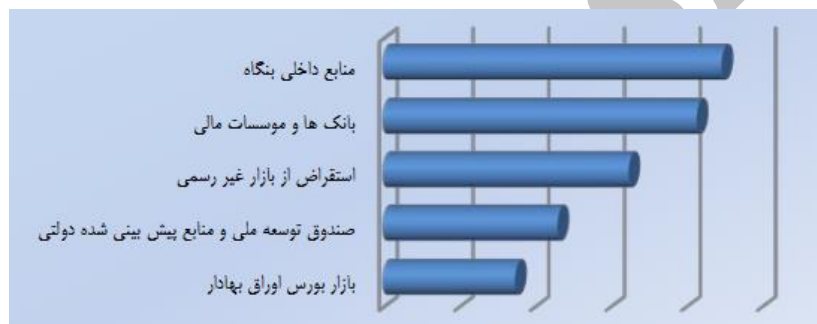 منابع داخلی بنگاه
بانک ها و موسسات مالی
استقراض از بازار غیر رسمی
صندوق توسعه ملی و منابع پیش بینی شده دولتی
بازار بورس اوراق بهادار